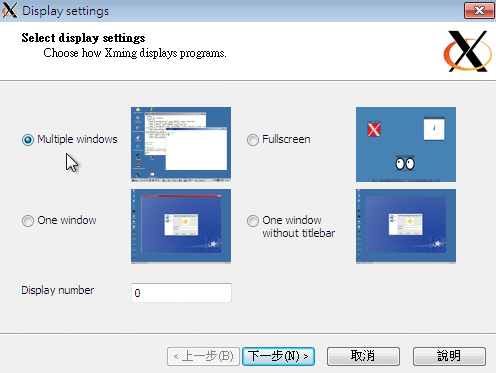 Display settings
Select display settings
Choose how Xming displays programs.
Multiple windows
Fullscreen
One window
One window
without titlebar
Display number
0
< 上一步(B)
下一步(N) >
取消
說明